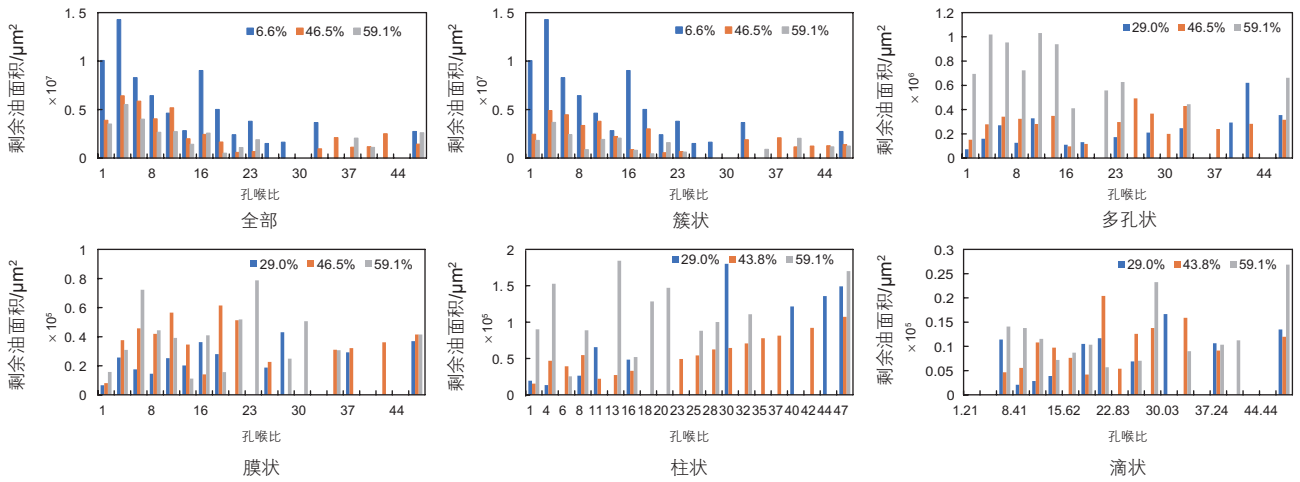 剩余油面积/μm²
×10⁷
1.5
1
0.5
0
6.6% 46.5% 59.1%
1 8 16 23 30 37 44
孔喉比
全部
剩余油面积/μm²
×10⁷
1.5
1
0.5
0
6.6% 46.5% 59.1%
1 8 16 23 30 37 44
孔喉比
簇状
剩余油面积/μm²
×10⁶
1.2
1
0.8
0.6
0.4
0.2
0
29.0% 46.5% 59.1%
1 8 16 23 30 37 44
孔喉比
多孔状
剩余油面积/μm²
×10⁵
1
0.8
0.6
0.4
0.2
0
29.0% 46.5% 59.1%
1 8 16 23 30 37 44
孔喉比
膜状
剩余油面积/μm²
×10⁵
2
1.5
1
0.5
0
29.0% 43.8% 59.1%
1 4 6 8 11 13 16 18 20 23 25 28 30 32 35 37 40 42 44 47
孔喉比
柱状
剩余油面积/μm²
×10⁵
0.3
0.25
0.2
0.15
0.1
0.05
0
29.0% 43.8% 59.1%
1.21 8.41 15.62 22.83 30.03 37.24 44.44
孔喉比
滴状